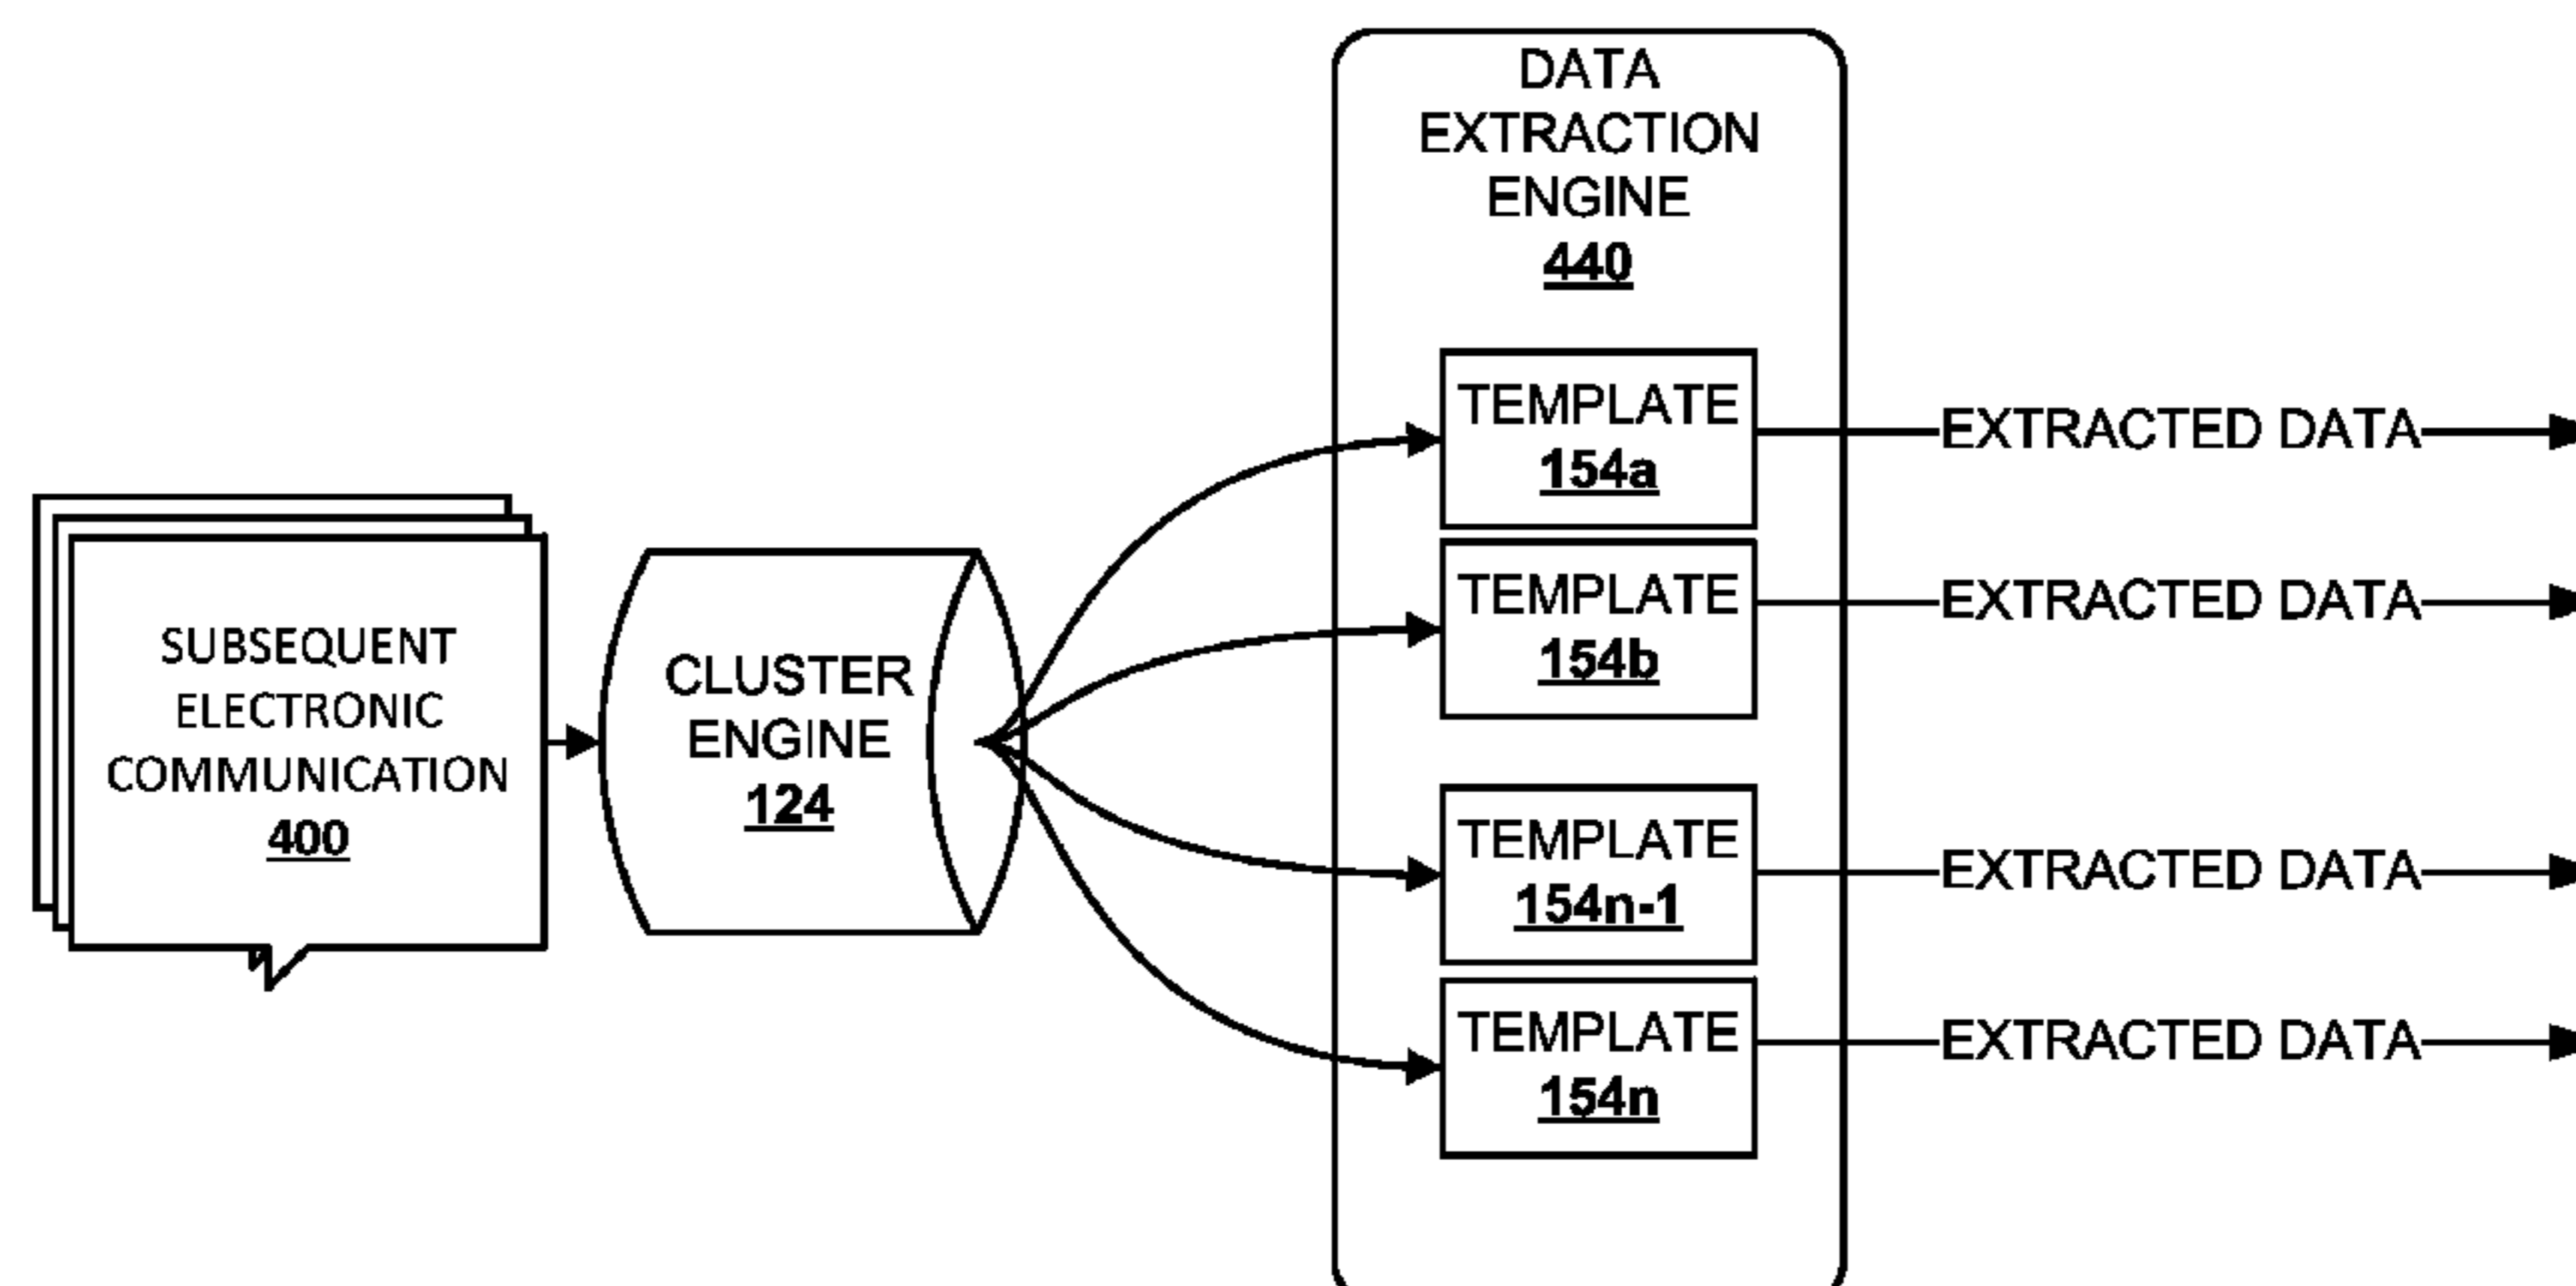 SUBSEQUENT
ELECTRONIC
COMMUNICATION
400
CLUSTER
ENGINE
124
DATA
EXTRACTION
ENGINE
440
TEMPLATE
154a
EXTRACTED DATA
TEMPLATE
154b
EXTRACTED DATA
TEMPLATE
154n-1
EXTRACTED DATA
TEMPLATE
154n
EXTRACTED DATA